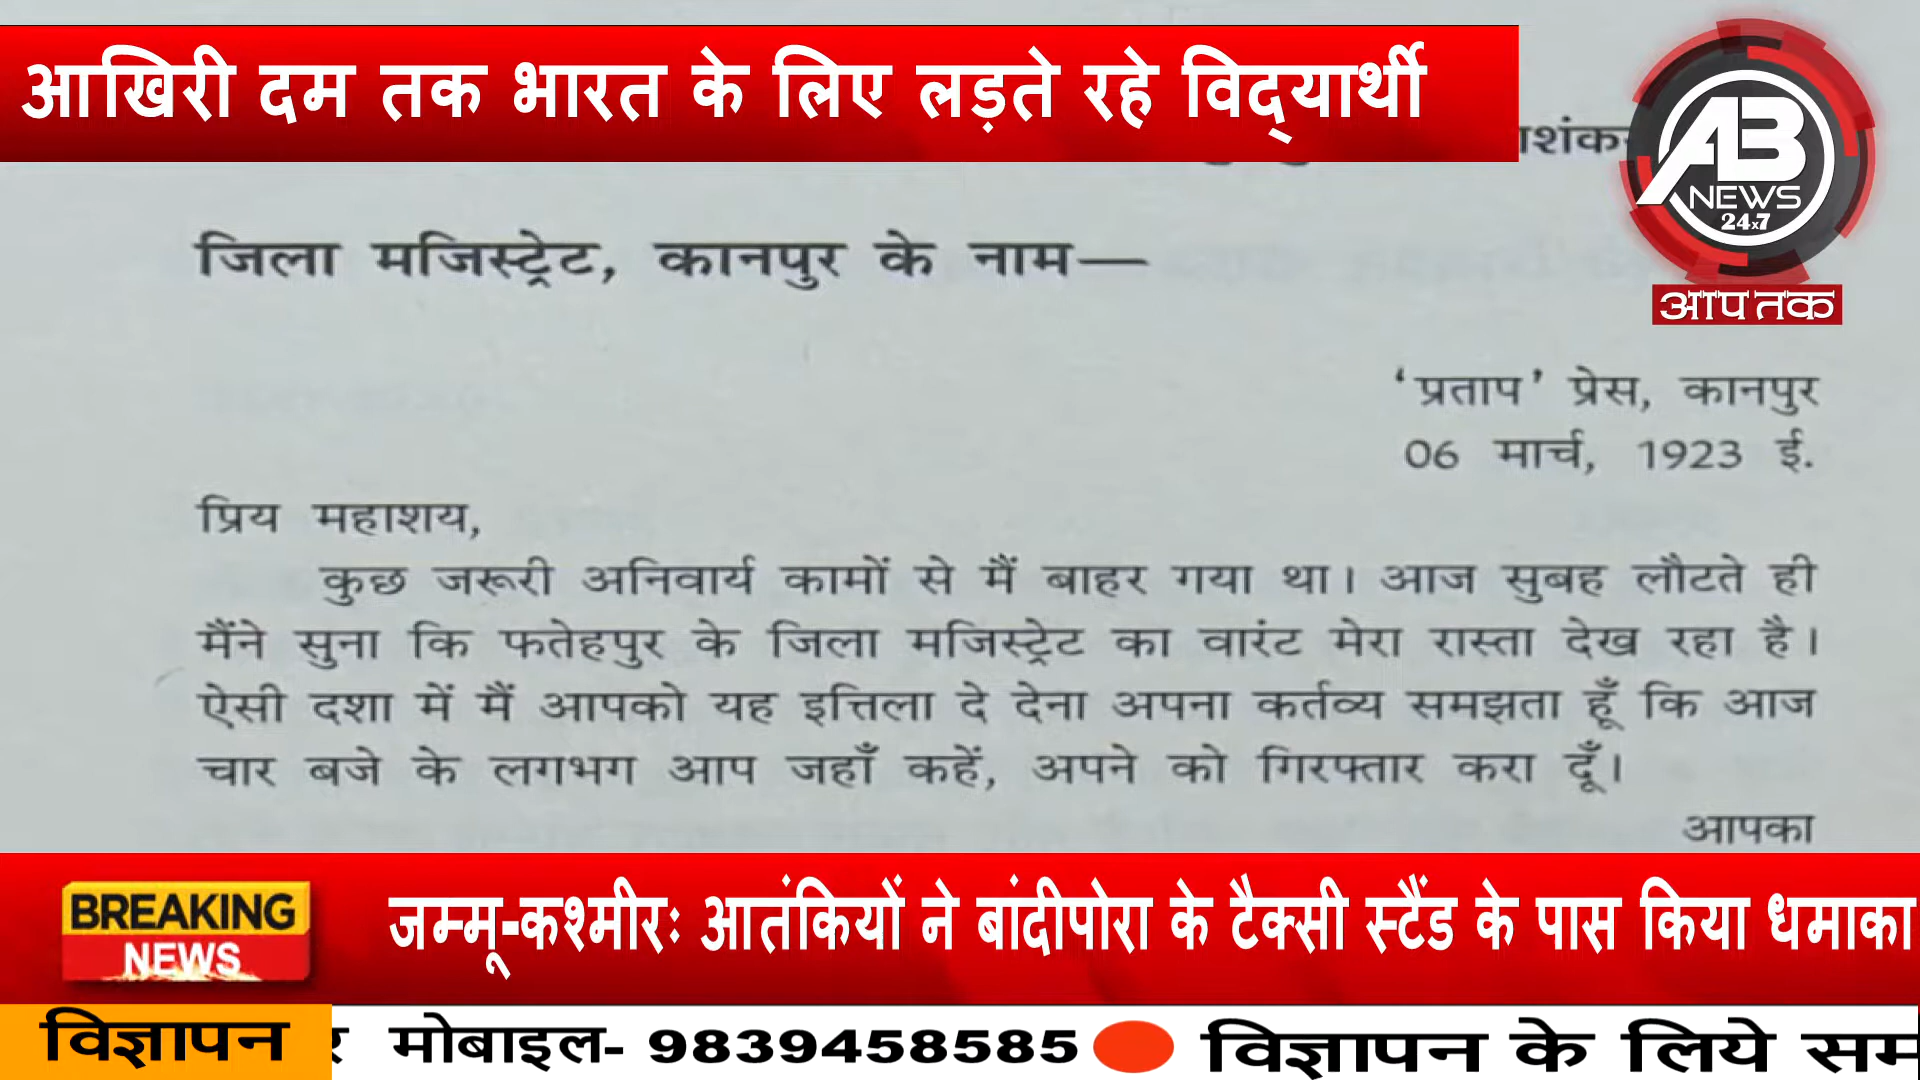 आखिरी दम तक भारत के लिए लड़ते रहे विद्यार्थी
AB
NEWS
24x7
आप तक
जिला मजिस्ट्रेट, कानपुर के नाम—
‘प्रताप’ प्रेस, कानपुर
06 मार्च, 1923 ई.
प्रिय महाशय,
कुछ जरूरी अनिवार्य कामों से मैं बाहर गया था। आज सुबह लौटते ही
मैंने सुना कि फतेहपुर के जिला मजिस्ट्रेट का वारंट मेरा रास्ता देख रहा है।
ऐसी दशा में मैं आपको यह इत्तिला दे देना अपना कर्तव्य समझता हूँ कि आज
चार बजे के लगभग आप जहाँ कहें, अपने को गिरफ्तार करा दूँ।
आपका
BREAKING
NEWS
जम्मू-कश्मीरः आतंकियों ने बांदीपोरा के टैक्सी स्टैंड के पास किया धमाका
विज्ञापन
मोबाइल- 9839458585 विज्ञापन के लिये